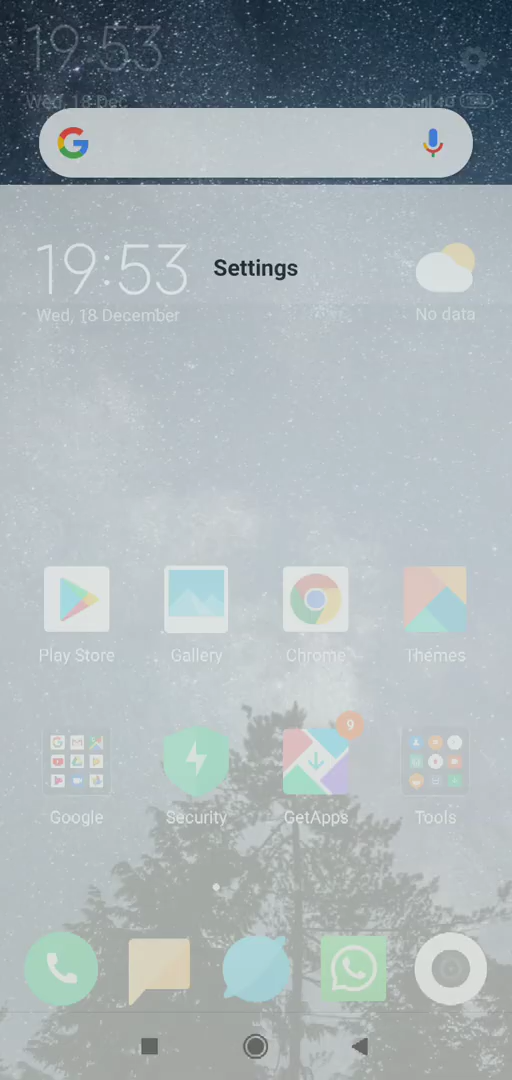 19:53
Wed, 18 Dec
4G
Settings
19:53
Wed, 18 December
No data
Play Store
Gallery
Chrome
Themes
9
Google
Security
GetApps
Tools